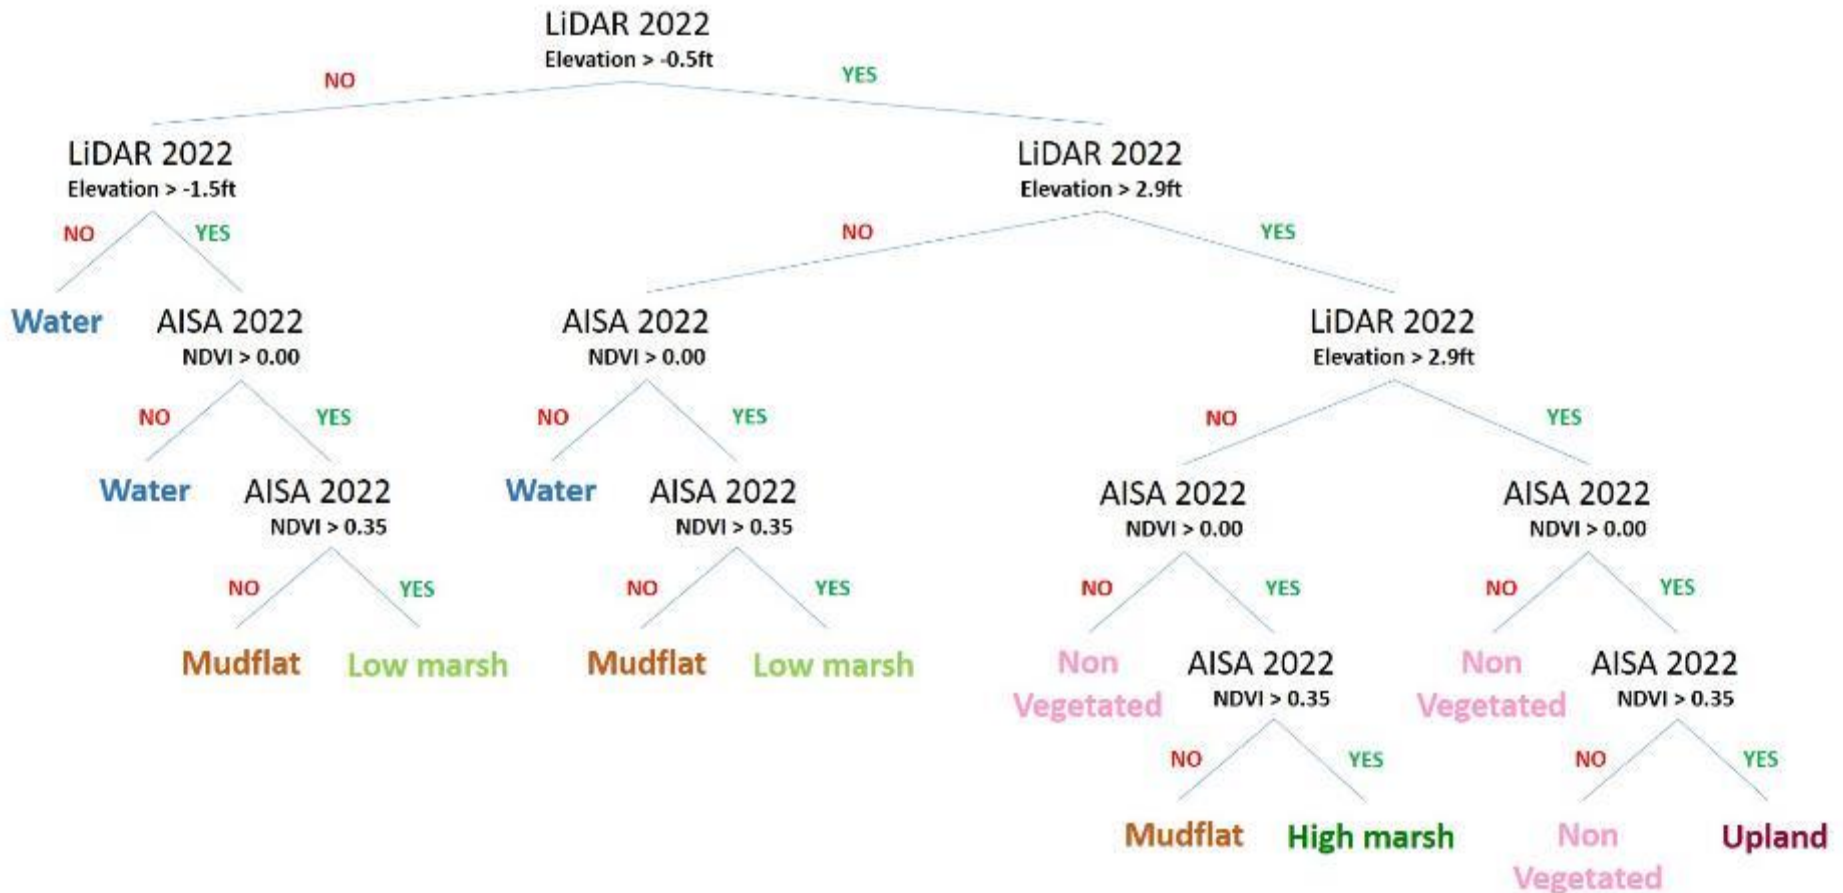 LiDAR 2022
Elevation > -0.5ft
NO
YES
LiDAR 2022
Elevation > -1.5ft
LiDAR 2022
Elevation > 2.9ft
NO
YES
NO
YES
Water
AISA 2022
NDVI > 0.00
AISA 2022
NDVI > 0.00
LiDAR 2022
Elevation > 2.9ft
NO
YES
NO
YES
NO
YES
Water
AISA 2022
NDVI > 0.35
Water
AISA 2022
NDVI > 0.35
AISA 2022
NDVI > 0.00
AISA 2022
NDVI > 0.00
NO
YES
NO
YES
NO
YES
NO
YES
Mudflat
Low marsh
Mudflat
Low marsh
Non
Vegetated
AISA 2022
NDVI > 0.35
Non
Vegetated
AISA 2022
NDVI > 0.35
NO
YES
NO
YES
Mudflat
High marsh
Non
Vegetated
Upland